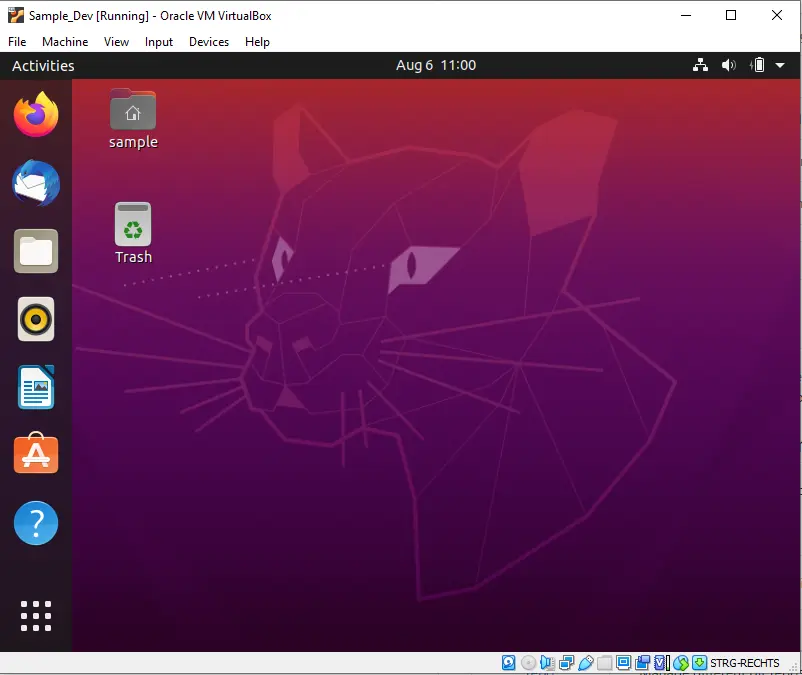 Sample_Dev [Running] - Oracle VM VirtualBox
File Machine View Input Devices Help
Activities
Aug 6 11:00
sample
Trash
?
STRG-RECHTS